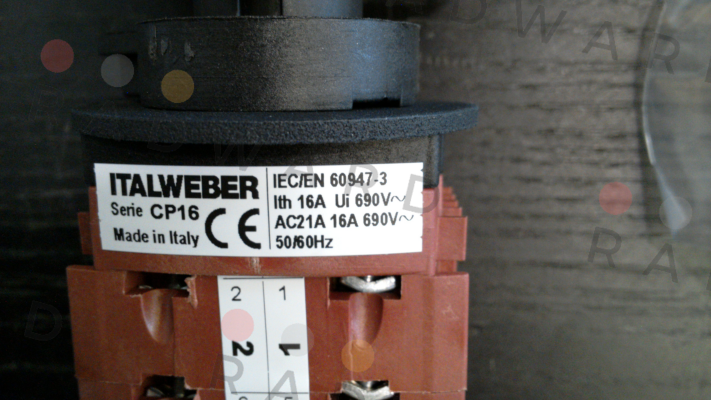 ITALWEBER
Serie CP16
Made in Italy
CE
IEC/EN 60947-3
Ith 16A Ui 690V~
AC21A 16A 690V~
50/60Hz
2 1
2 1